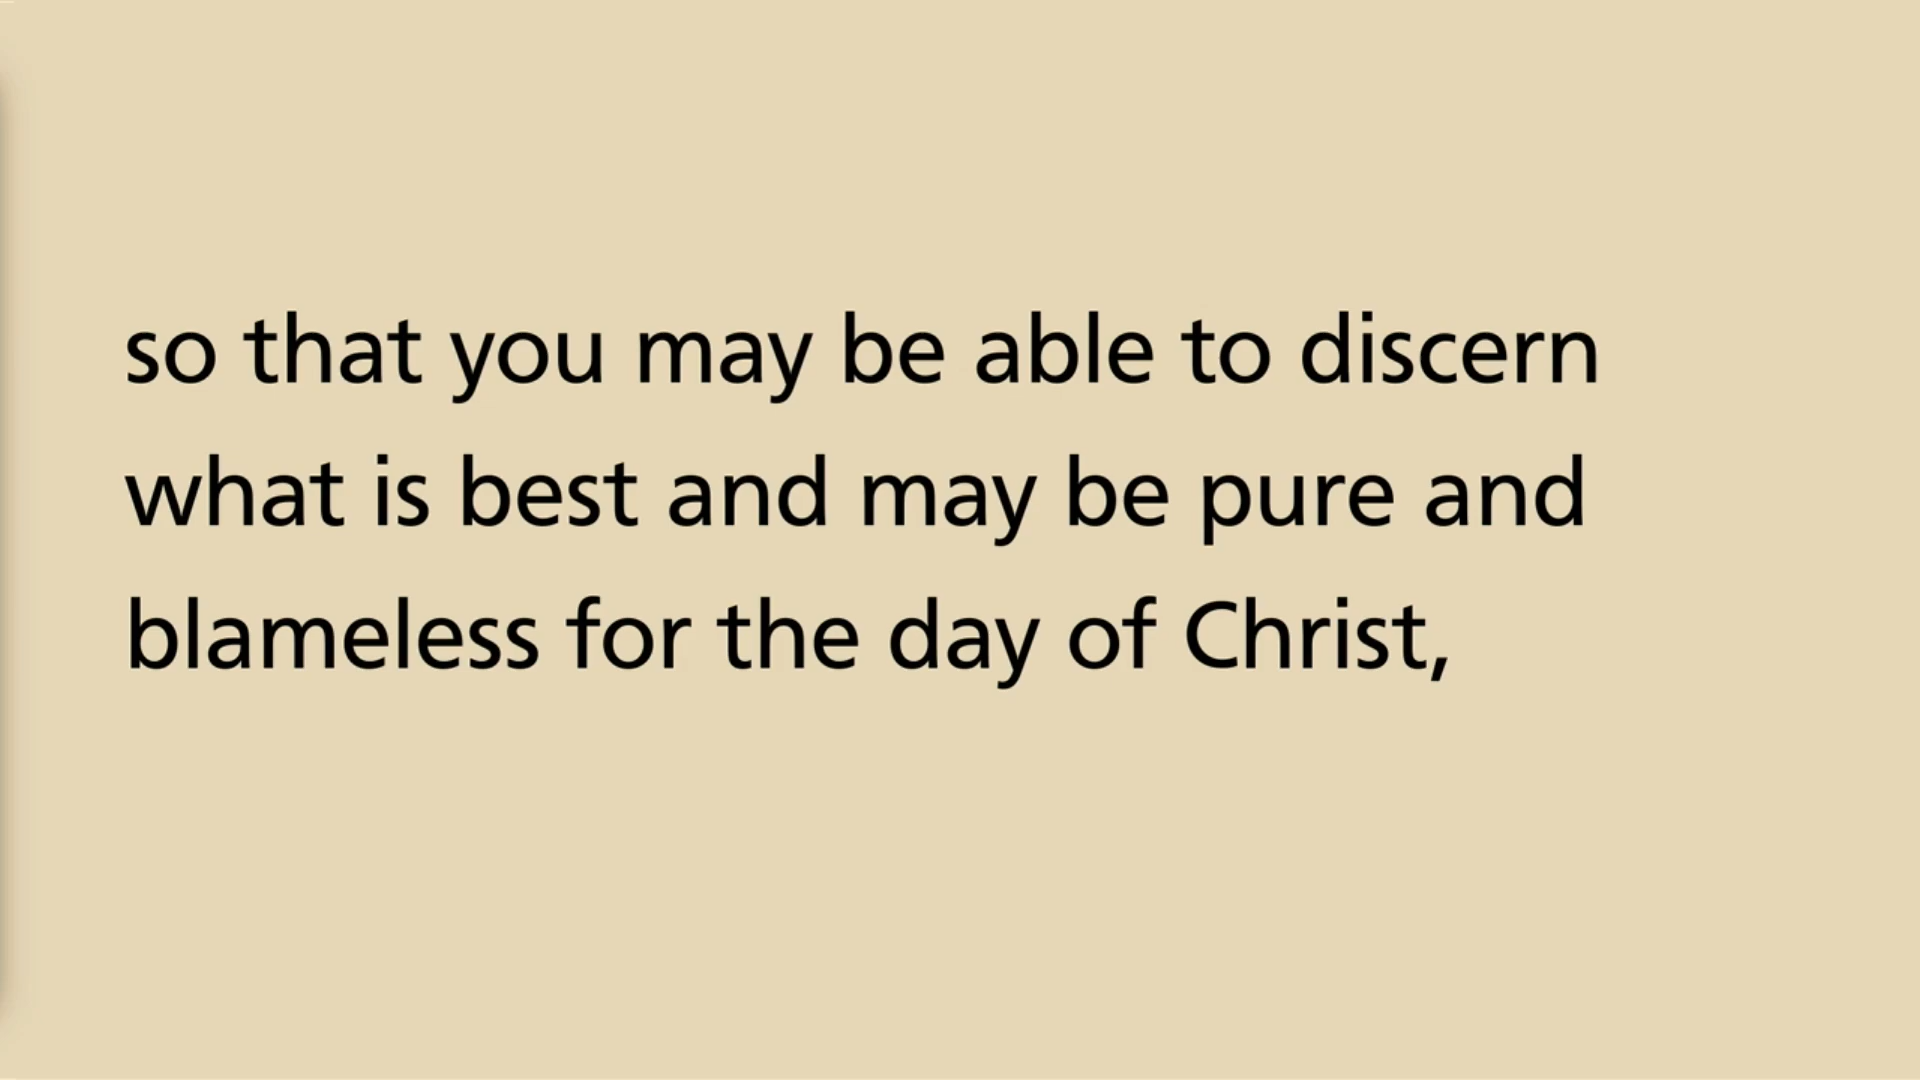 so that you may be able to discern
what is best and may be pure and
blameless for the day of Christ,